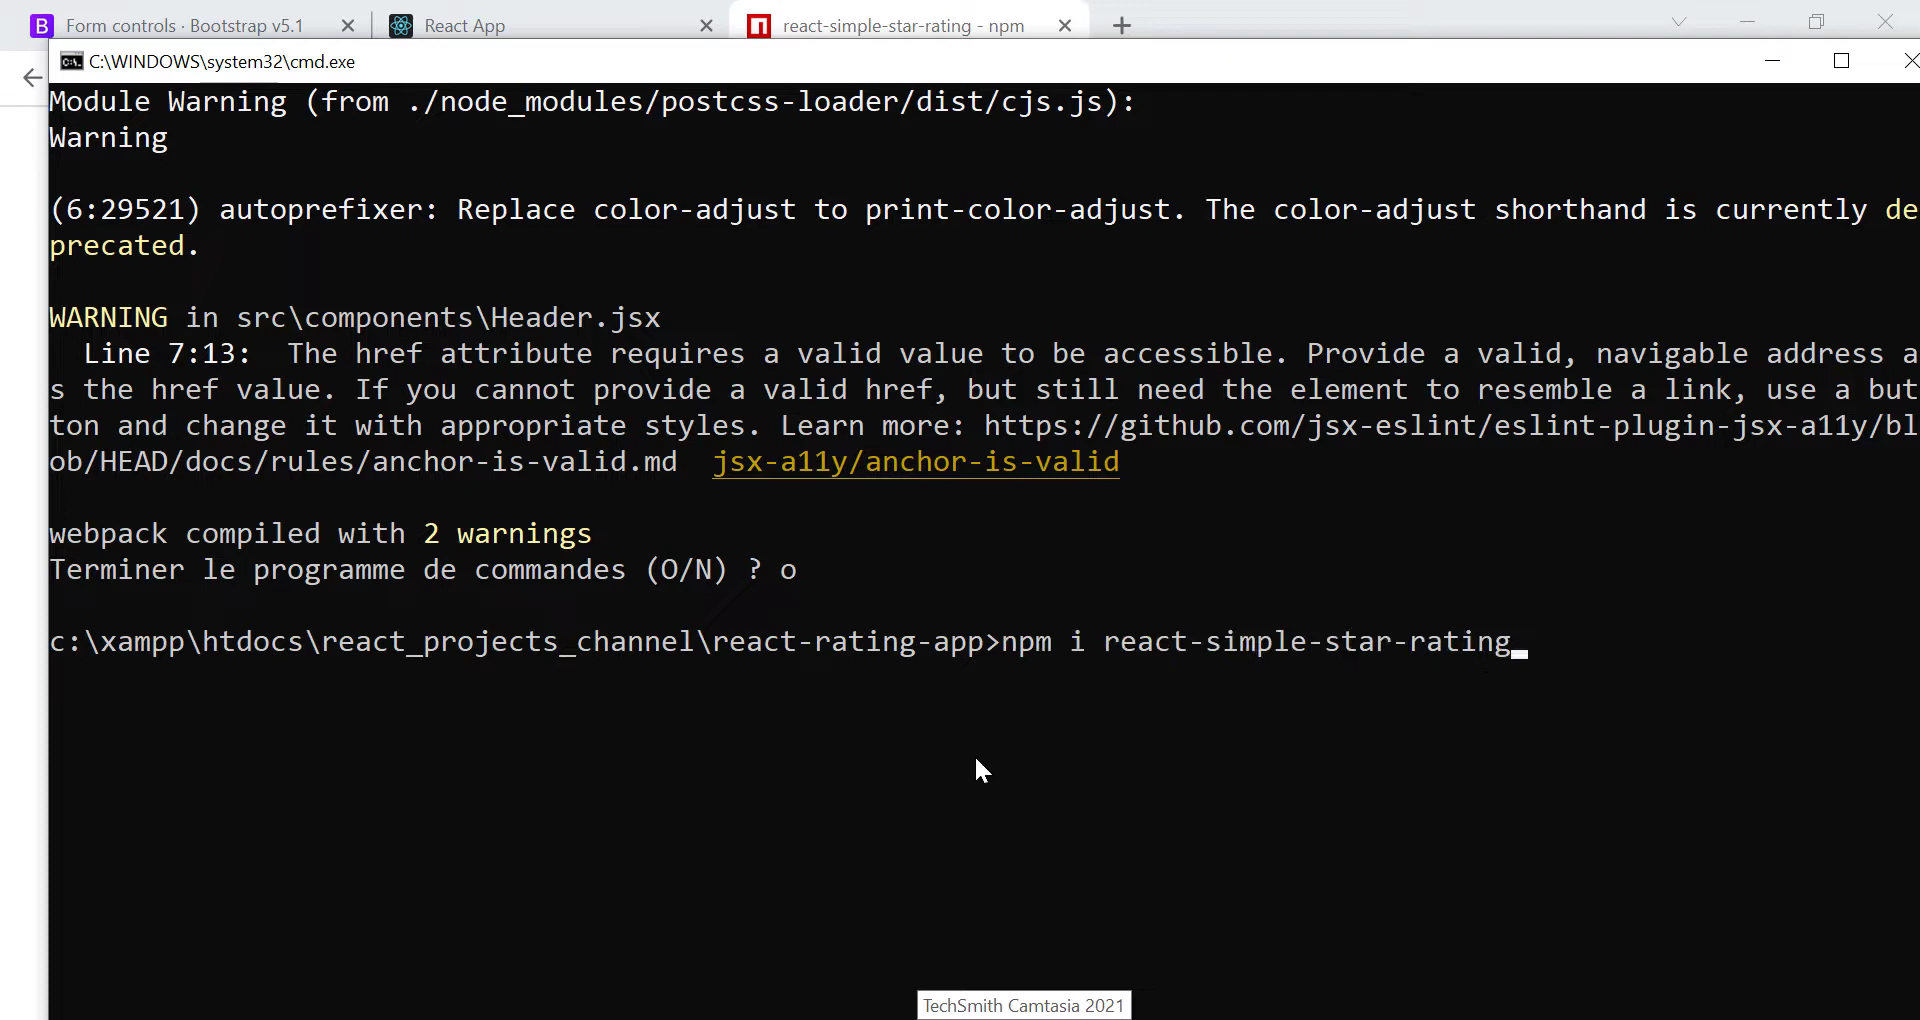 Form controls · Bootstrap v5.1
React App
react-simple-star-rating - npm
C:\WINDOWS\system32\cmd.exe
Module Warning (from ./node_modules/postcss-loader/dist/cjs.js):
Warning
(6:29521) autoprefixer: Replace color-adjust to print-color-adjust. The color-adjust shorthand is currently de
precated.
WARNING in src\components\Header.jsx
Line 7:13:  The href attribute requires a valid value to be accessible. Provide a valid, navigable address a
s the href value. If you cannot provide a valid href, but still need the element to resemble a link, use a but
ton and change it with appropriate styles. Learn more: https://github.com/jsx-eslint/eslint-plugin-jsx-a11y/bl
ob/HEAD/docs/rules/anchor-is-valid.md  jsx-a11y/anchor-is-valid
webpack compiled with 2 warnings
Terminer le programme de commandes (O/N) ? o
c:\xampp\htdocs\react_projects_channel\react-rating-app>npm i react-simple-star-rating
TechSmith Camtasia 2021